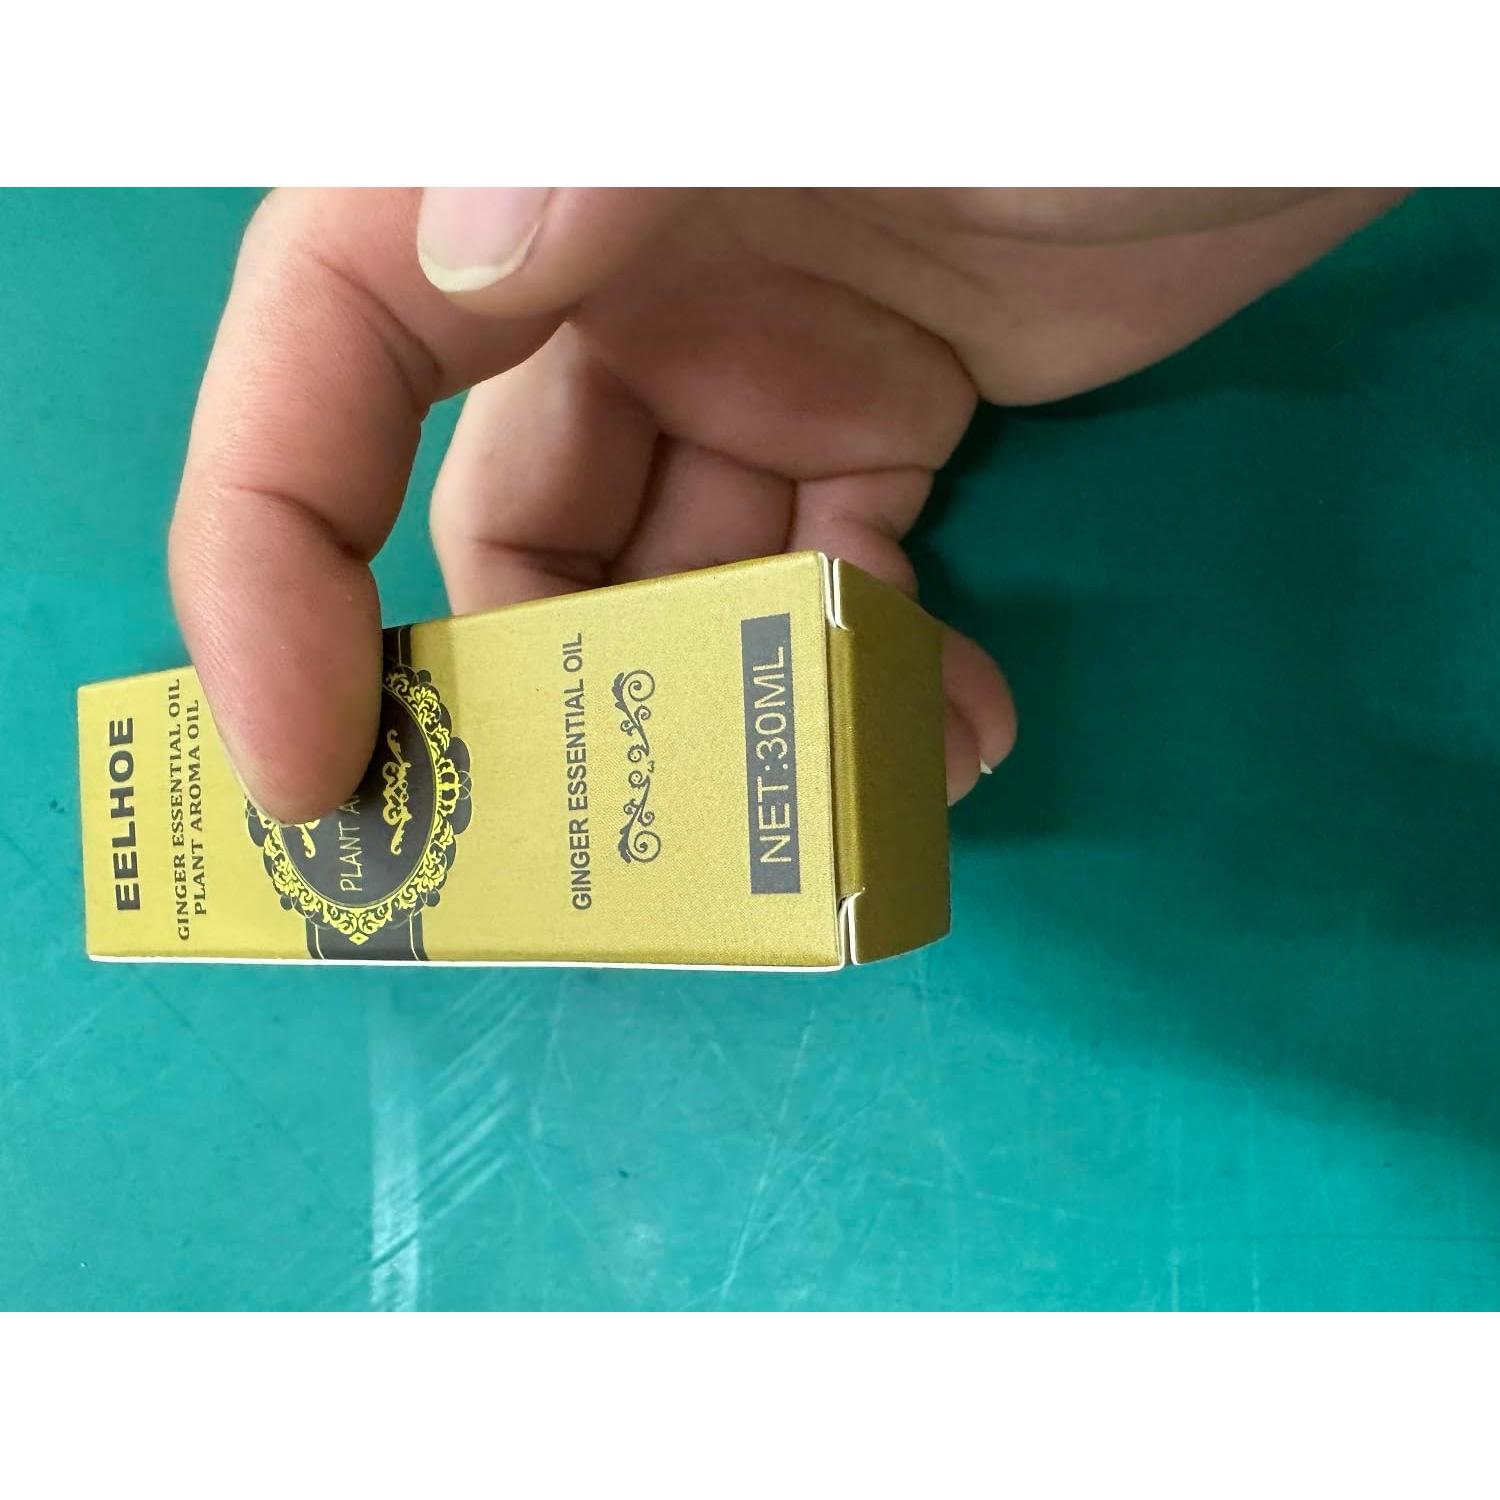 EELHOE
GINGER ESSENTIAL OIL
PLANT AROMA OIL
PLANT
GINGER ESSENTIAL OIL
NET:30ML